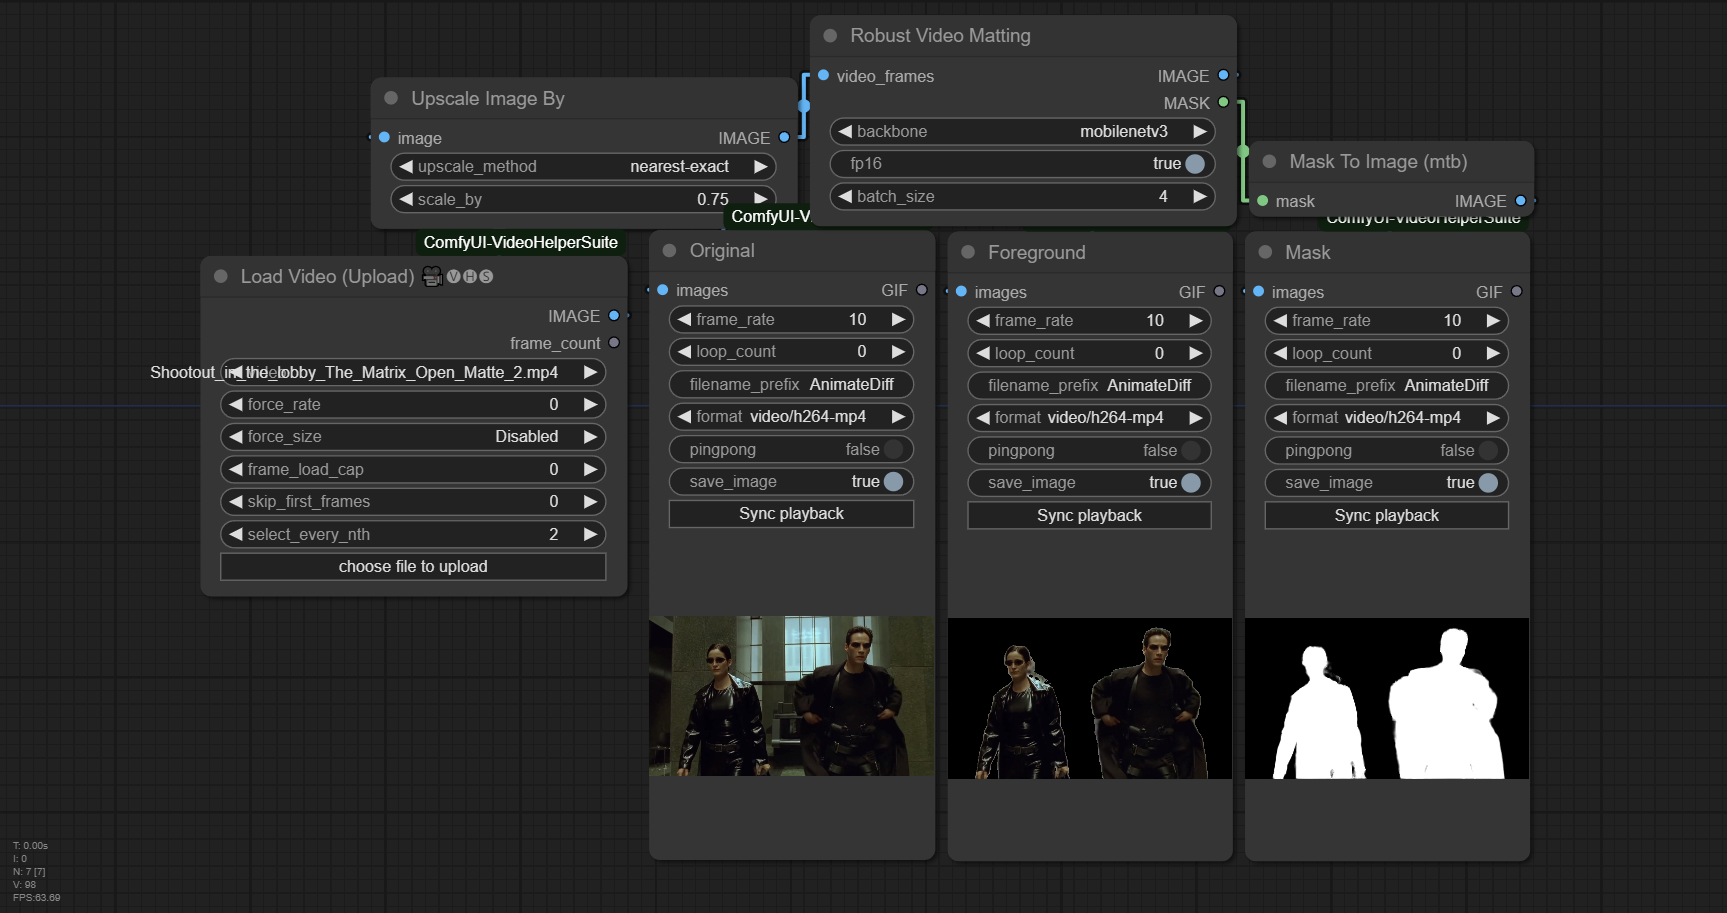 Robust Video Matting
video_frames IMAGE
MASK
backbone mobilenetv3
fp16 true
batch_size 4
Upscale Image By
image IMAGE
upscale_method nearest-exact
scale_by 0.75
Mask To Image (mtb)
mask IMAGE
ComfyUI-VideoHelperSuite
ComfyUI-V
ComfyUI-VideoHelperSuite
Load Video (Upload) VHS
IMAGE
frame_count
Shootout_in_the_lobby_The_Matrix_Open_Matte_2.mp4
force_rate 0
force_size Disabled
frame_load_cap 0
skip_first_frames 0
select_every_nth 2
choose file to upload
Original
images GIF
frame_rate 10
loop_count 0
filename_prefix AnimateDiff
format video/h264-mp4
pingpong false
save_image true
Sync playback
Foreground
images GIF
frame_rate 10
loop_count 0
filename_prefix AnimateDiff
format video/h264-mp4
pingpong false
save_image true
Sync playback
Mask
images GIF
frame_rate 10
loop_count 0
filename_prefix AnimateDiff
format video/h264-mp4
pingpong false
save_image true
Sync playback
T: 0.00s
I: 0
N: 7 [7]
V: 98
FPS:63.69